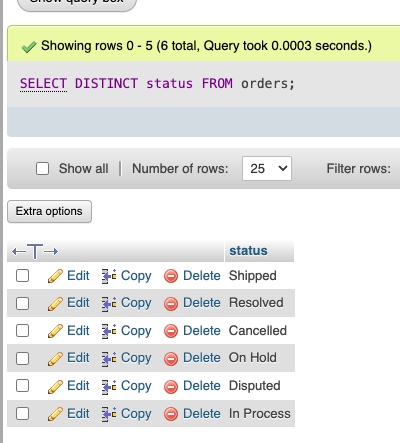 Show query box
Showing rows 0 - 5 (6 total, Query took 0.0003 seconds.)
SELECT DISTINCT status FROM orders;
Show all | Number of rows: 25 Filter rows:
Extra options
←T→ status
Edit Copy Delete Shipped
Edit Copy Delete Resolved
Edit Copy Delete Cancelled
Edit Copy Delete On Hold
Edit Copy Delete Disputed
Edit Copy Delete In Process